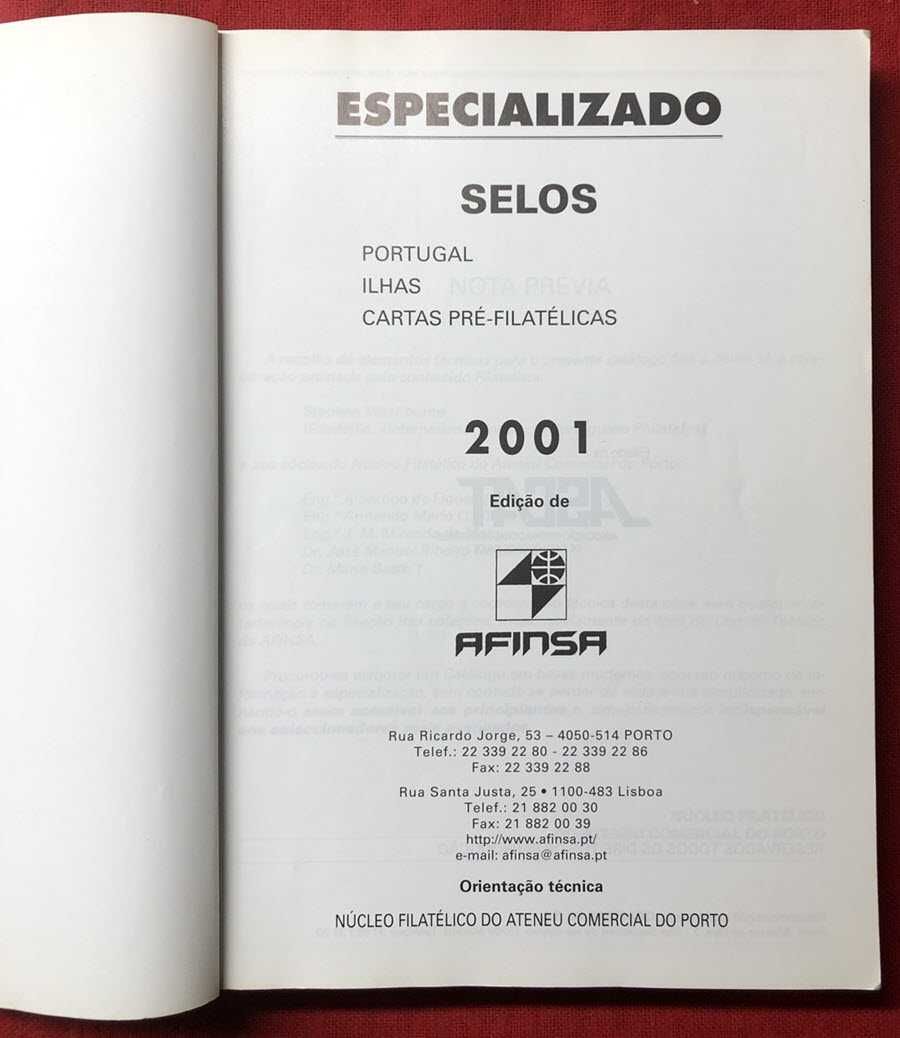 ESPECIALIZADO
SELOS
PORTUGAL
ILHAS
CARTAS PRÉ-FILATÉLICAS
2001
Edição de
AFINSA
Rua Ricardo Jorge, 53 – 4050-514 PORTO
Telef.: 22 339 22 80 - 22 339 22 86
Fax: 22 339 22 88
Rua Santa Justa, 25 • 1100-483 Lisboa
Telef.: 21 882 00 30
Fax: 21 882 00 39
http://www.afinsa.pt/
e-mail: afinsa@afinsa.pt
Orientação técnica
NÚCLEO FILATÉLICO DO ATENEU COMERCIAL DO PORTO